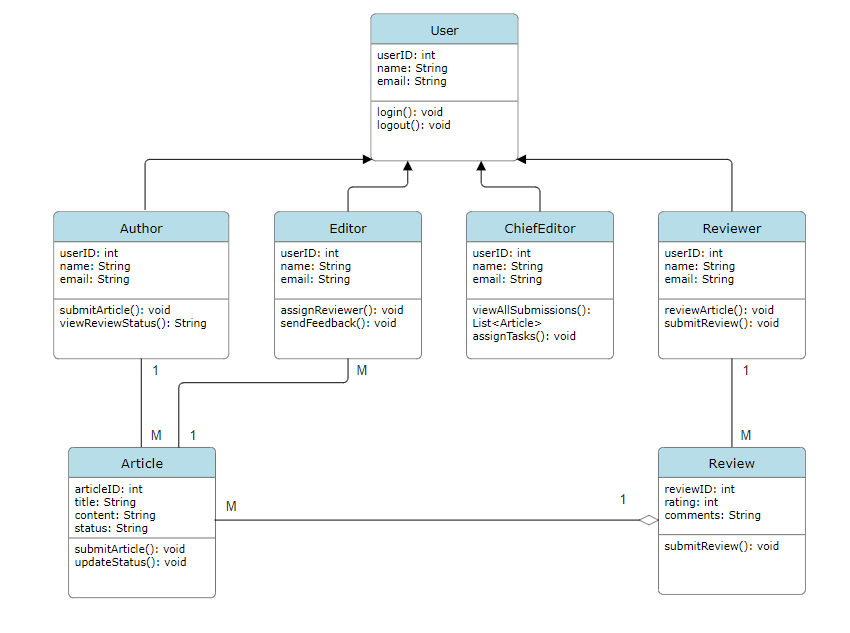 User
userID: int
name: String
email: String
login(): void
logout(): void
Author
userID: int
name: String
email: String
submitArticle(): void
viewReviewStatus(): String
Editor
userID: int
name: String
email: String
assignReviewer(): void
sendFeedback(): void
ChiefEditor
userID: int
name: String
email: String
viewAllSubmissions():
List<Article>
assignTasks(): void
Reviewer
userID: int
name: String
email: String
reviewArticle(): void
submitReview(): void
1
M
1
M
1
M
Article
articleID: int
title: String
content: String
status: String
submitArticle(): void
updateStatus(): void
M
1
Review
reviewID: int
rating: int
comments: String
submitReview(): void